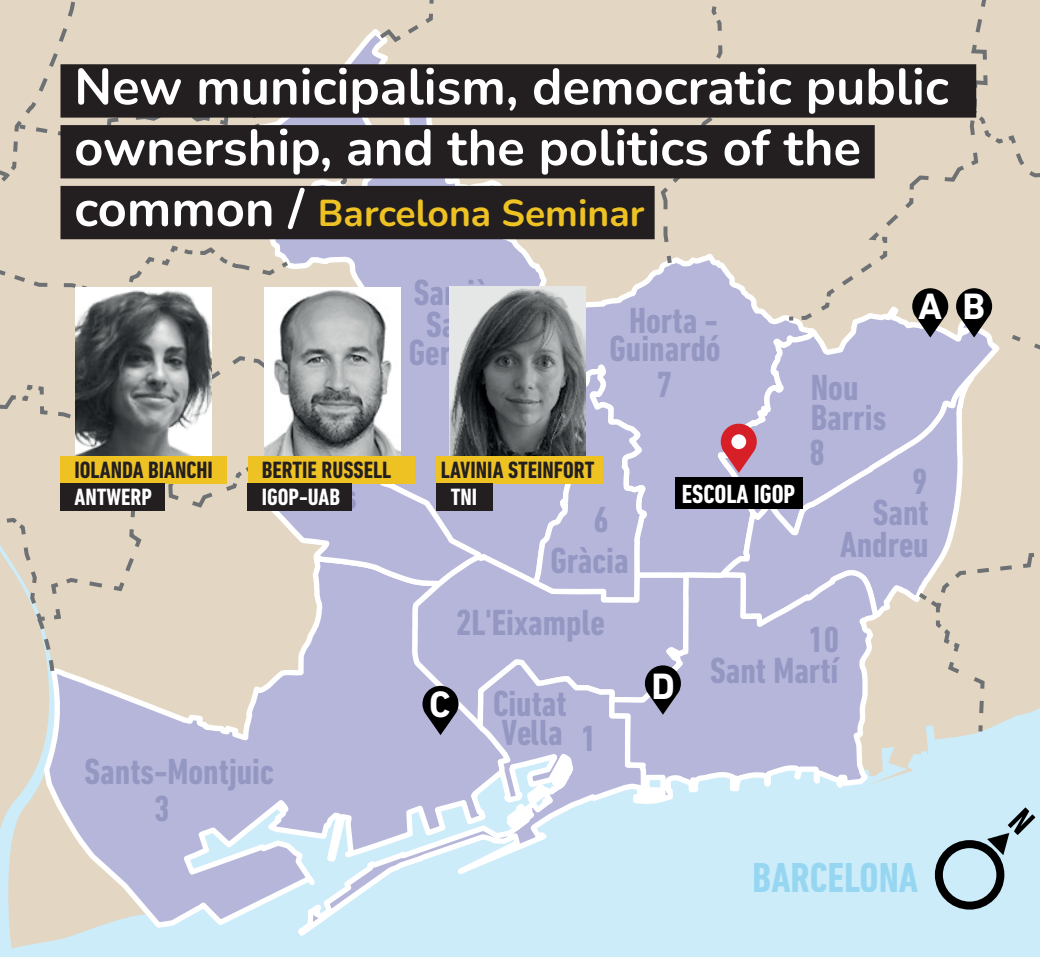 New municipalism, democratic public
ownership, and the politics of the
common / Barcelona Seminar
A
B
Horta -
Guinardó
7
Nou
Barris
8
IOLANDA BIANCHI
ANTWERP
BERTIE RUSSELL
IGOP-UAB
LAVINIA STEINFORT
TNI
ESCOLA IGOP
9
Sant
Andreu
6
Gràcia
2L'Eixample
10
Sant Martí
C
D
Ciutat
Vella 1
Sants-Montjuic
3
BARCELONA
N